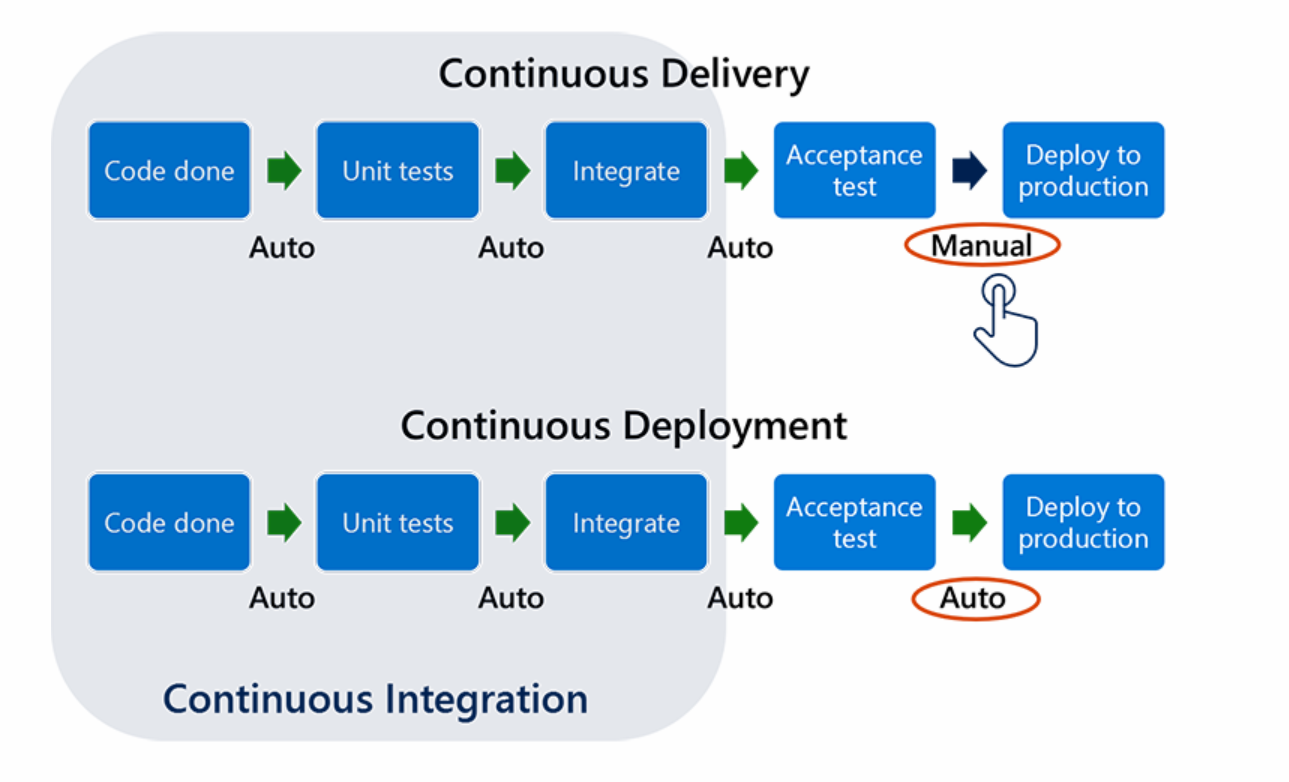 Continuous Delivery
Code done
Unit tests
Integrate
Acceptance
test
Deploy to
production
Auto
Auto
Auto
Manual
Continuous Deployment
Code done
Unit tests
Integrate
Acceptance
test
Deploy to
production
Auto
Auto
Auto
Auto
Continuous Integration